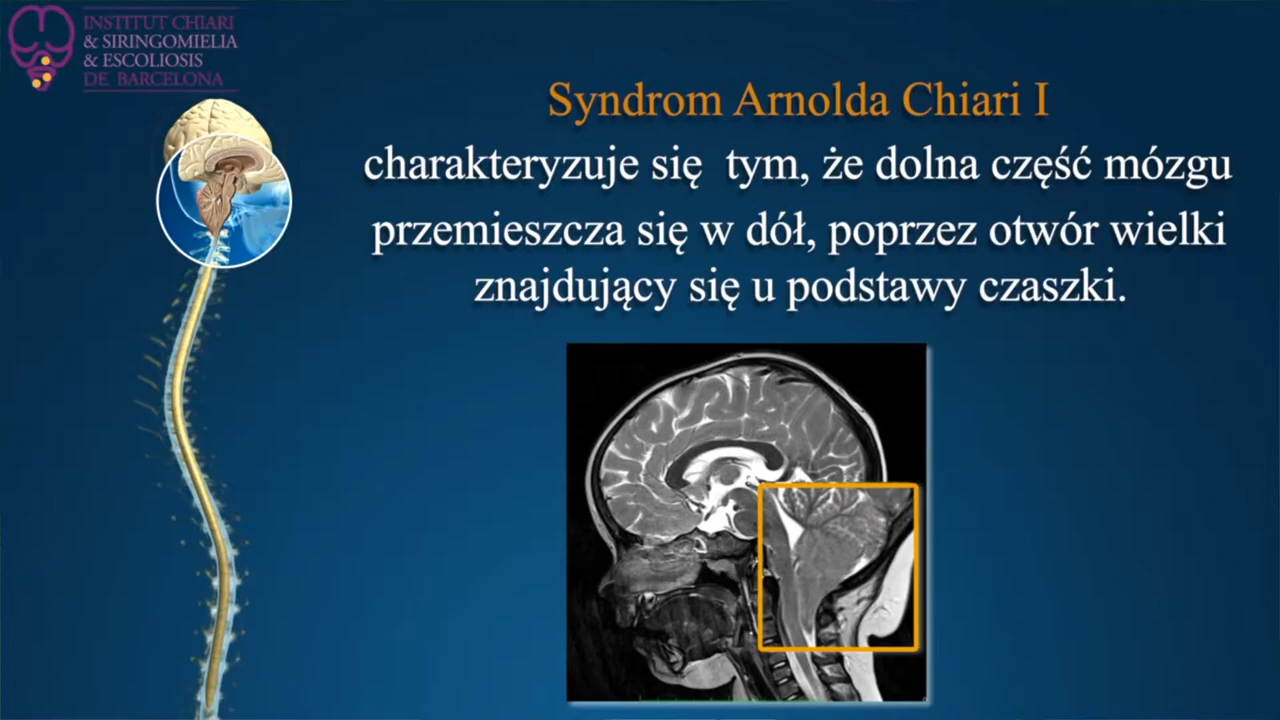 INSTITUT CHIARI
& SIRINGOMIELIA
& ESCOLIOSIS
DE BARCELONA
Syndrom Arnolda Chiari I
charakteryzuje się tym, że dolna część mózgu
przemieszcza się w dół, poprzez otwór wielki
znajdujący się u podstawy czaszki.